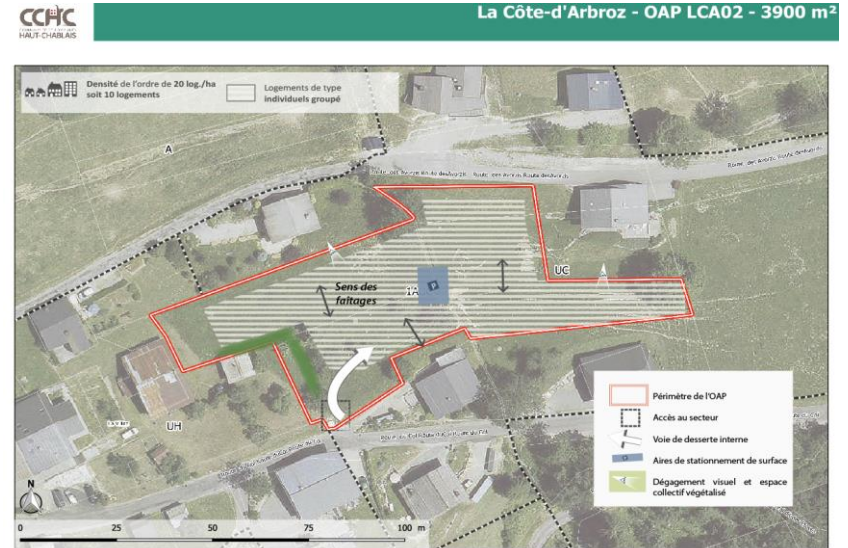 CCHC
HAUT-CHABLAIS
La Côte-d'Arbroz - OAP LCA02 - 3900 m²
Densité de l'ordre de 20 log./ha
soit 10 logements
Logements de type
individuels groupé
A
UC
1A
Sens des
faîtages
P
UH
Périmètre de l'OAP
Accès au secteur
Voie de desserte interne
Aires de stationnement de surface
Dégagement visuel et espace
collectif végétalisé
N
0 25 50 75 100 m